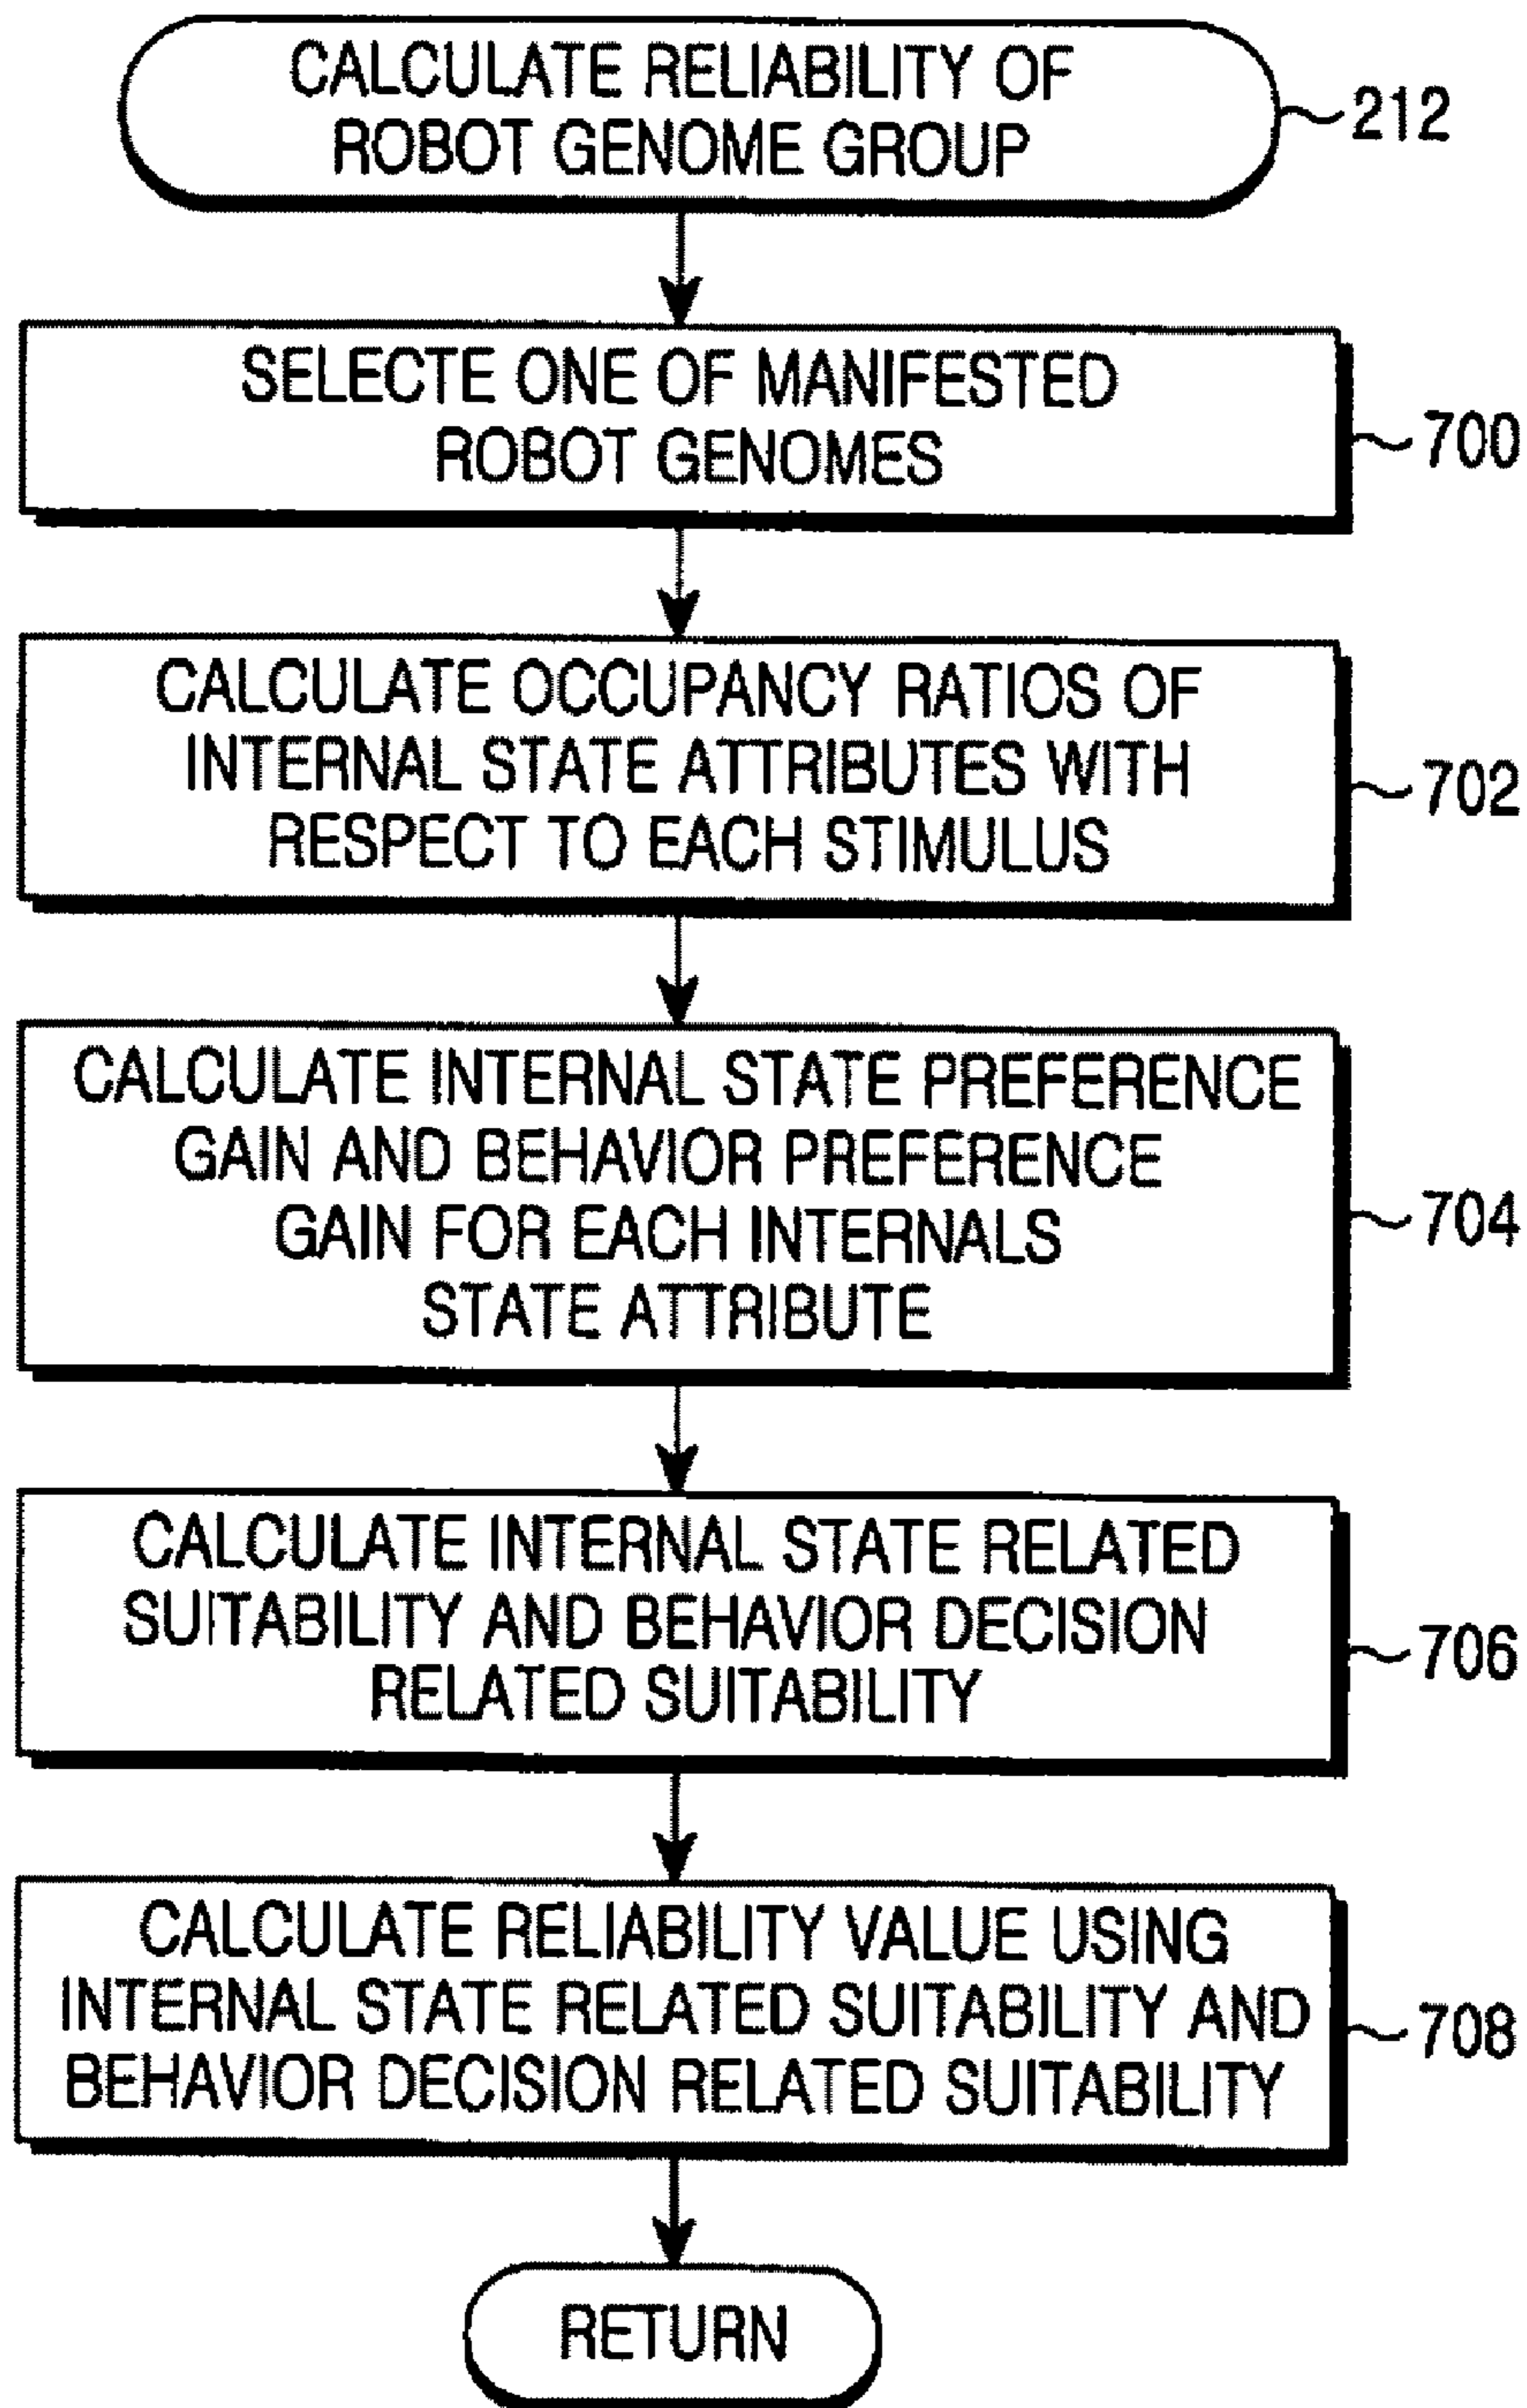 CALCULATE RELIABILITY OF
ROBOT GENOME GROUP
212
SELECTE ONE OF MANIFESTED
ROBOT GENOMES
700
CALCULATE OCCUPANCY RATIOS OF
INTERNAL STATE ATTRIBUTES WITH
RESPECT TO EACH STIMULUS
702
CALCULATE INTERNAL STATE PREFERENCE
GAIN AND BEHAVIOR PREFERENCE
GAIN FOR EACH INTERNALS
STATE ATTRIBUTE
704
CALCULATE INTERNAL STATE RELATED
SUITABILITY AND BEHAVIOR DECISION
RELATED SUITABILITY
706
CALCULATE RELIABILITY VALUE USING
INTERNAL STATE RELATED SUITABILITY AND
BEHAVIOR DECISION RELATED SUITABILITY
708
RETURN